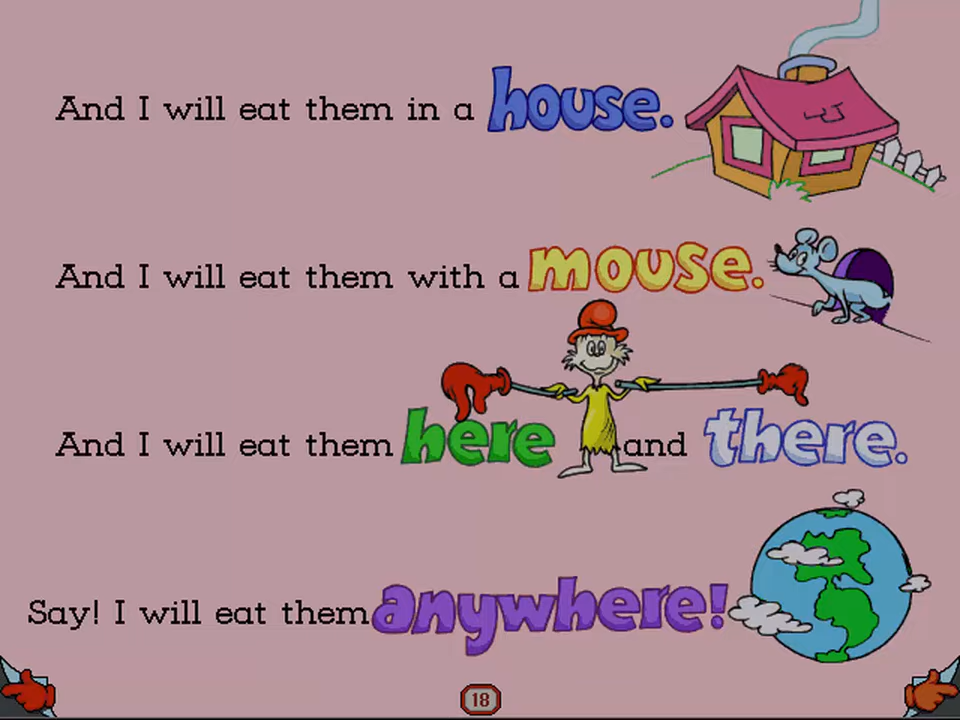 And I will eat them in a house.
And I will eat them with a mouse.
And I will eat them here and there.
Say! I will eat them anywhere!
18